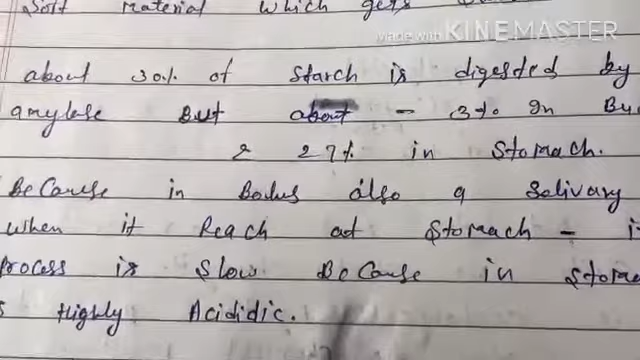 Soft material which gets
made with KINEMASTER
about 30% of starch is digested by
amylase But about - 3% In Bu
& 27% in Stomach.
Because in Bolus also a Salivary
when it Reach at Stomach - i
Process is Slow Because in Stoma
s Highly Acididic.